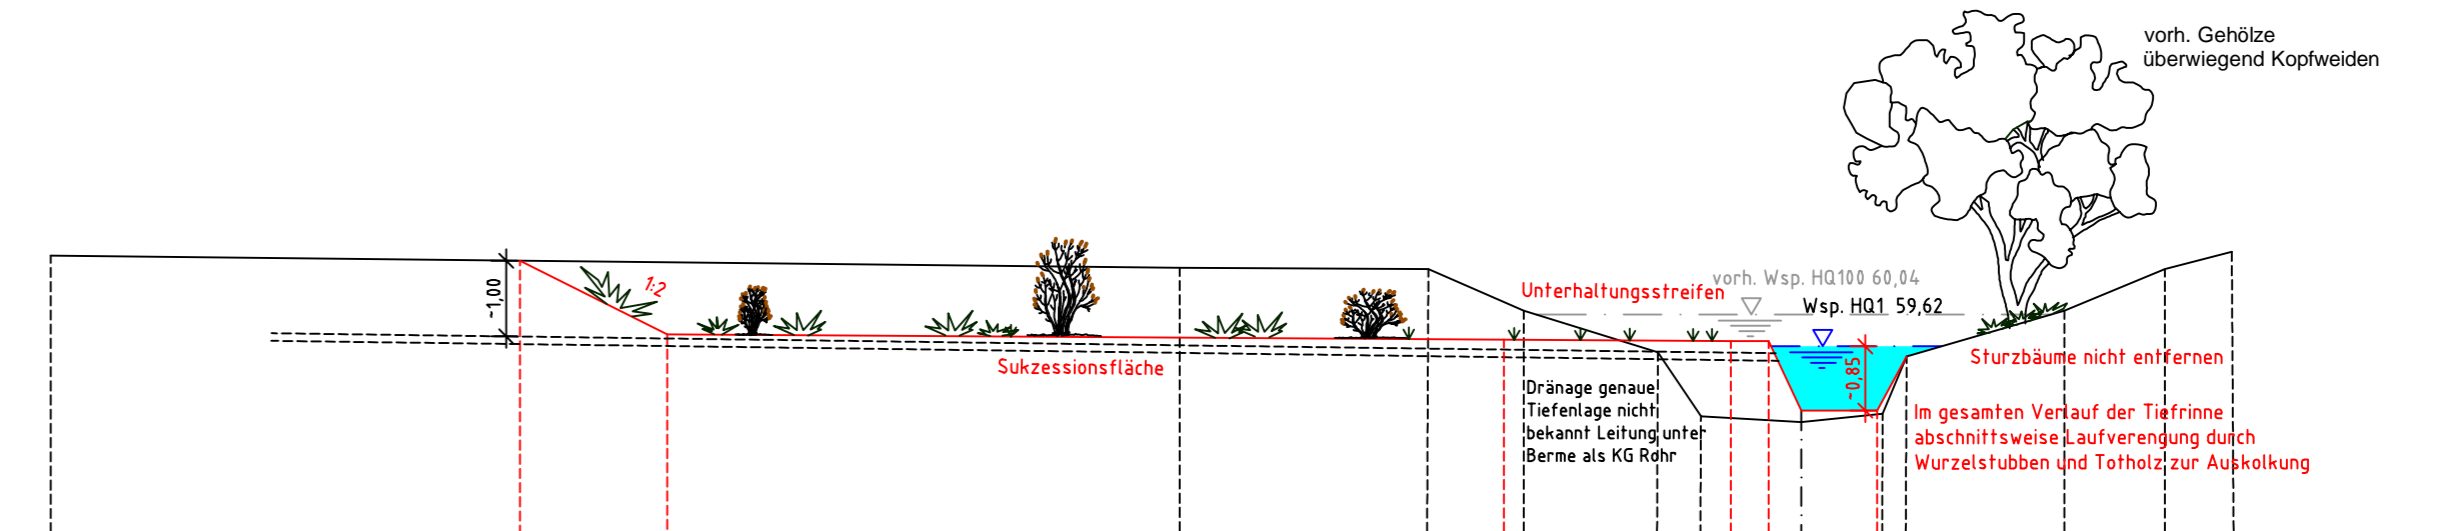 vorh. Gehölze
überwiegend Kopfweiden
~1,00
1:2
vorh. Wsp. HQ100 60,04
Unterhaltungsstreifen
Wsp. HQ1 59,62
Sukzessionsfläche
~0,85
Sturzbäume nicht entfernen
Dränage genaue
Tiefenlage nicht
bekannt Leitung unter
Berme als KG Rohr
Im gesamten Verlauf der Tiefrinne
abschnittsweise Laufverengung durch
Wurzelstubben und Totholz zur Auskolkung